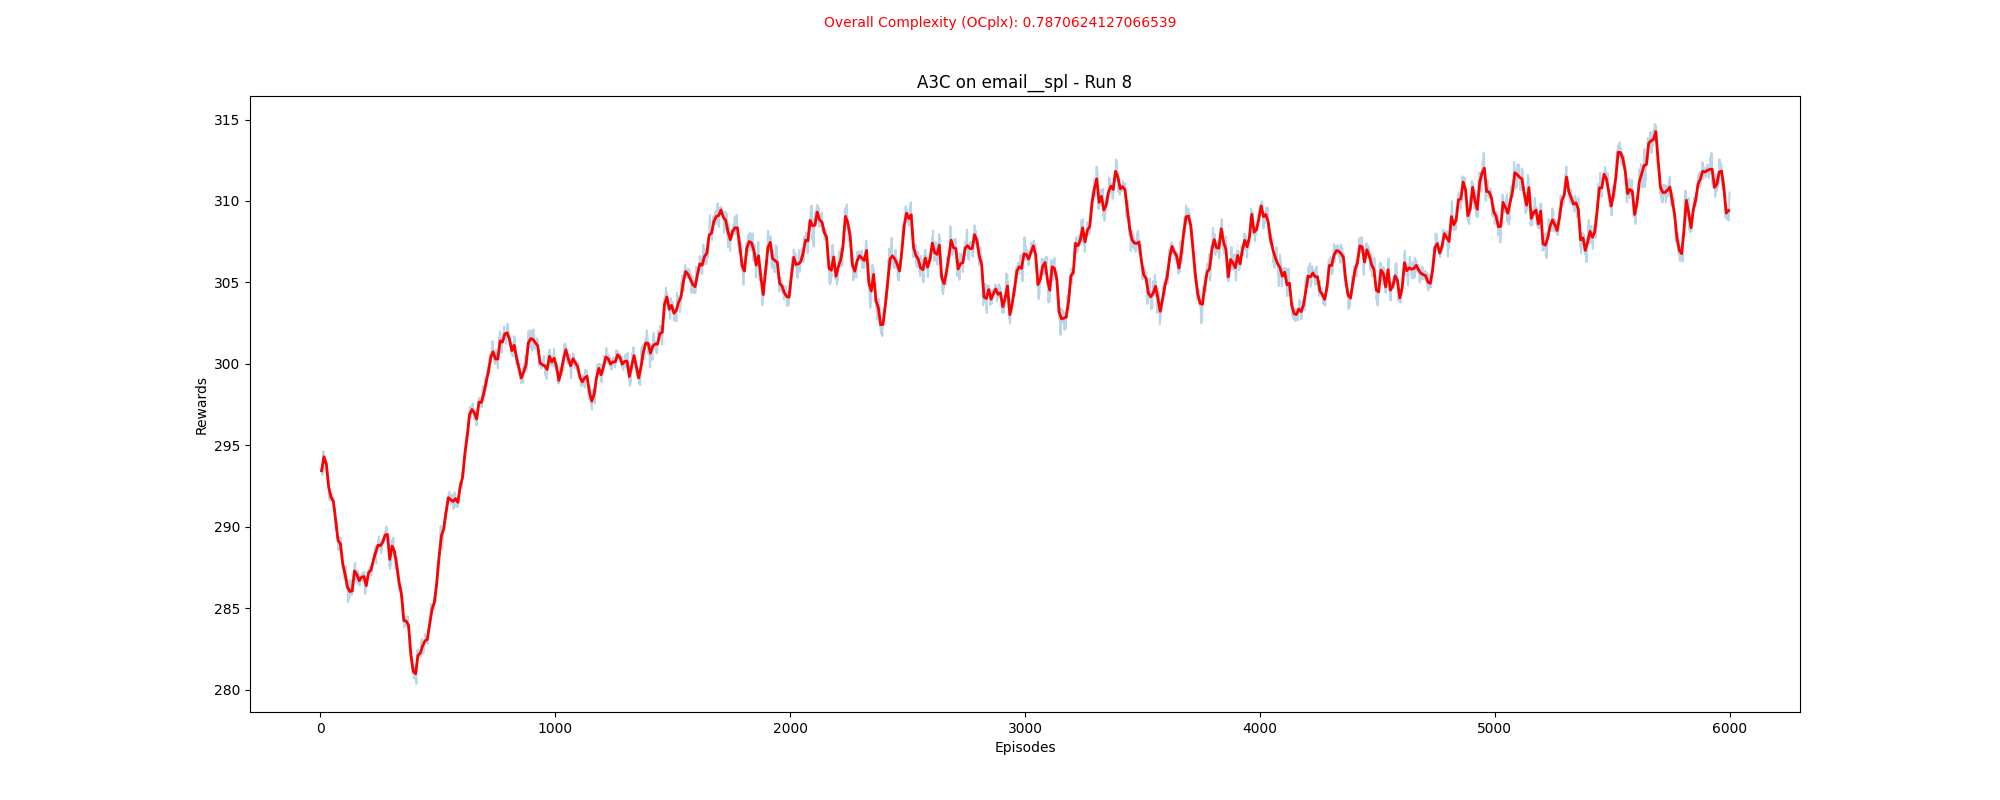 Overall Complexity (OCplx): 0.7870624127066539
A3C on email__spl - Run 8
315
310
305
300
295
290
285
280
Rewards
0 1000 2000 3000 4000 5000 6000
Episodes